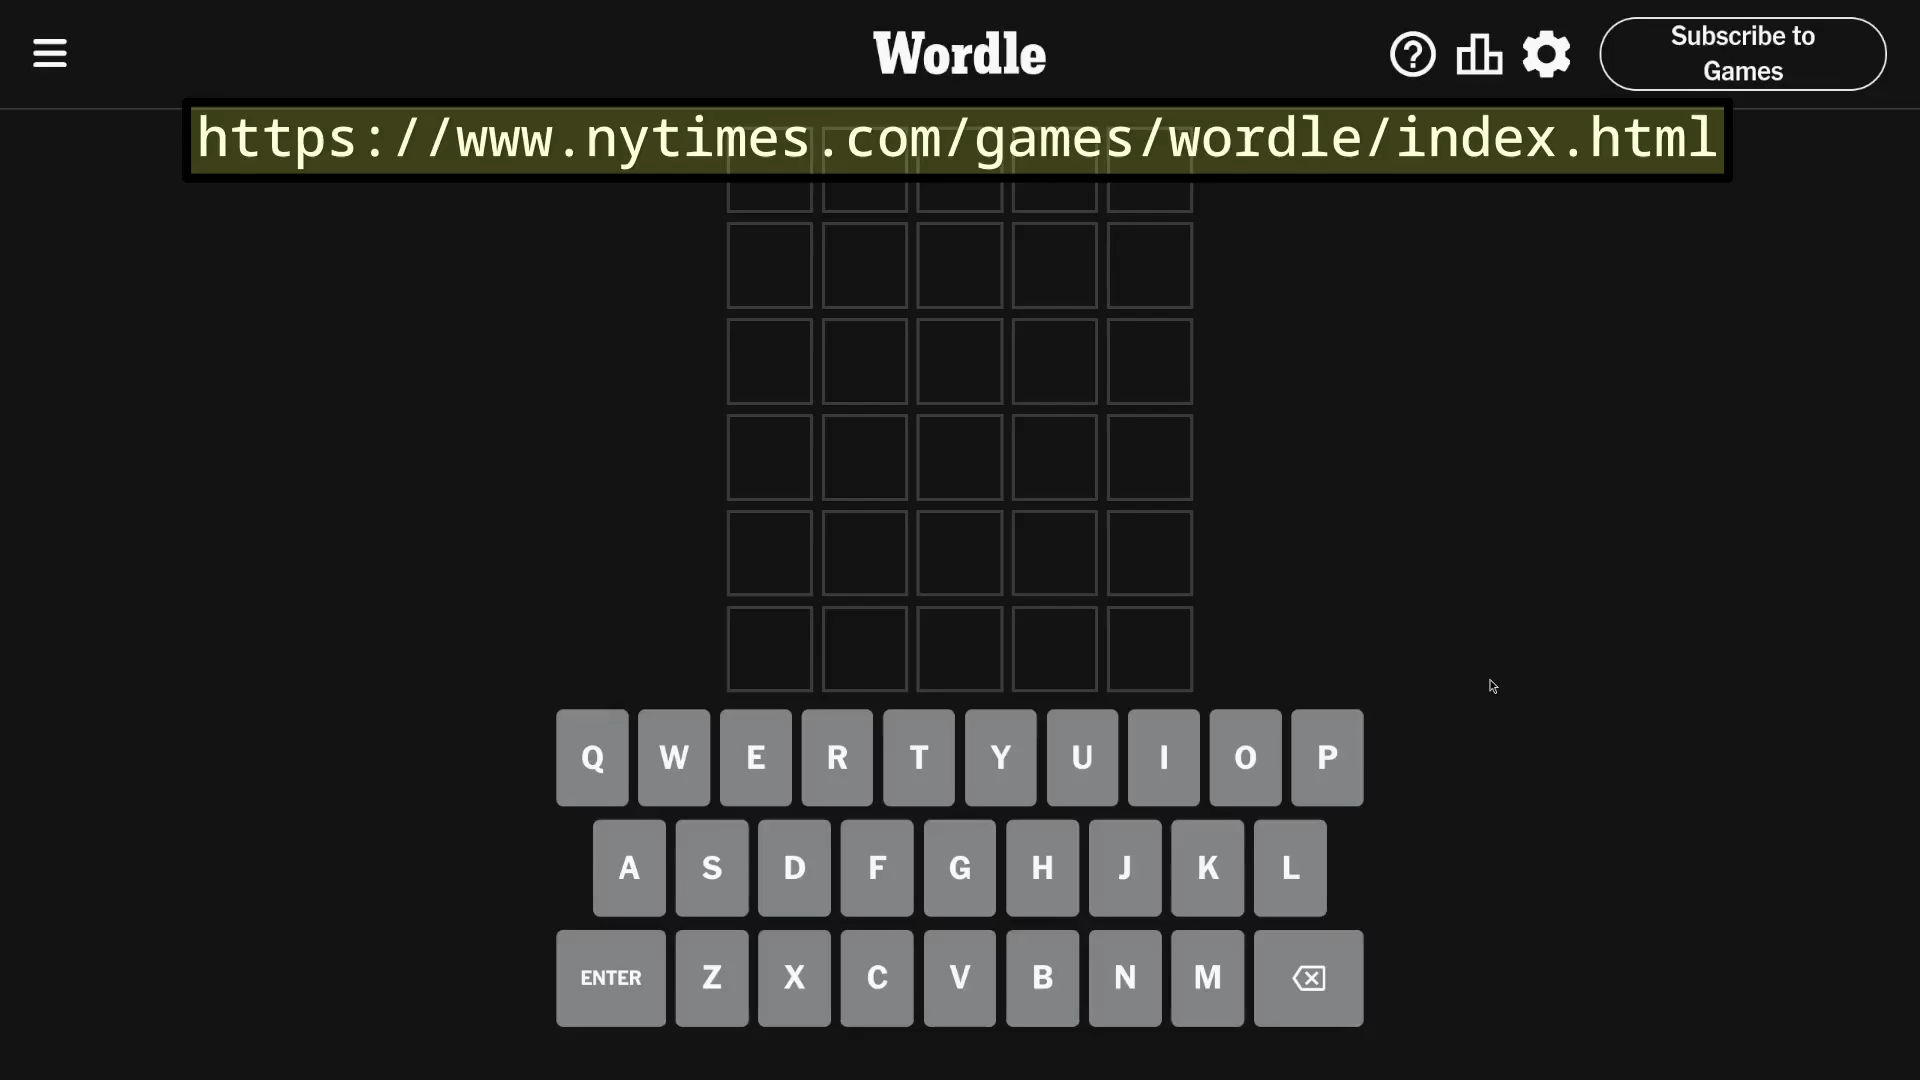 Wordle
Subscribe to
Games
https://www.nytimes.com/games/wordle/index.html
Q W E R T Y U I O P
A S D F G H J K L
ENTER Z X C V B N M